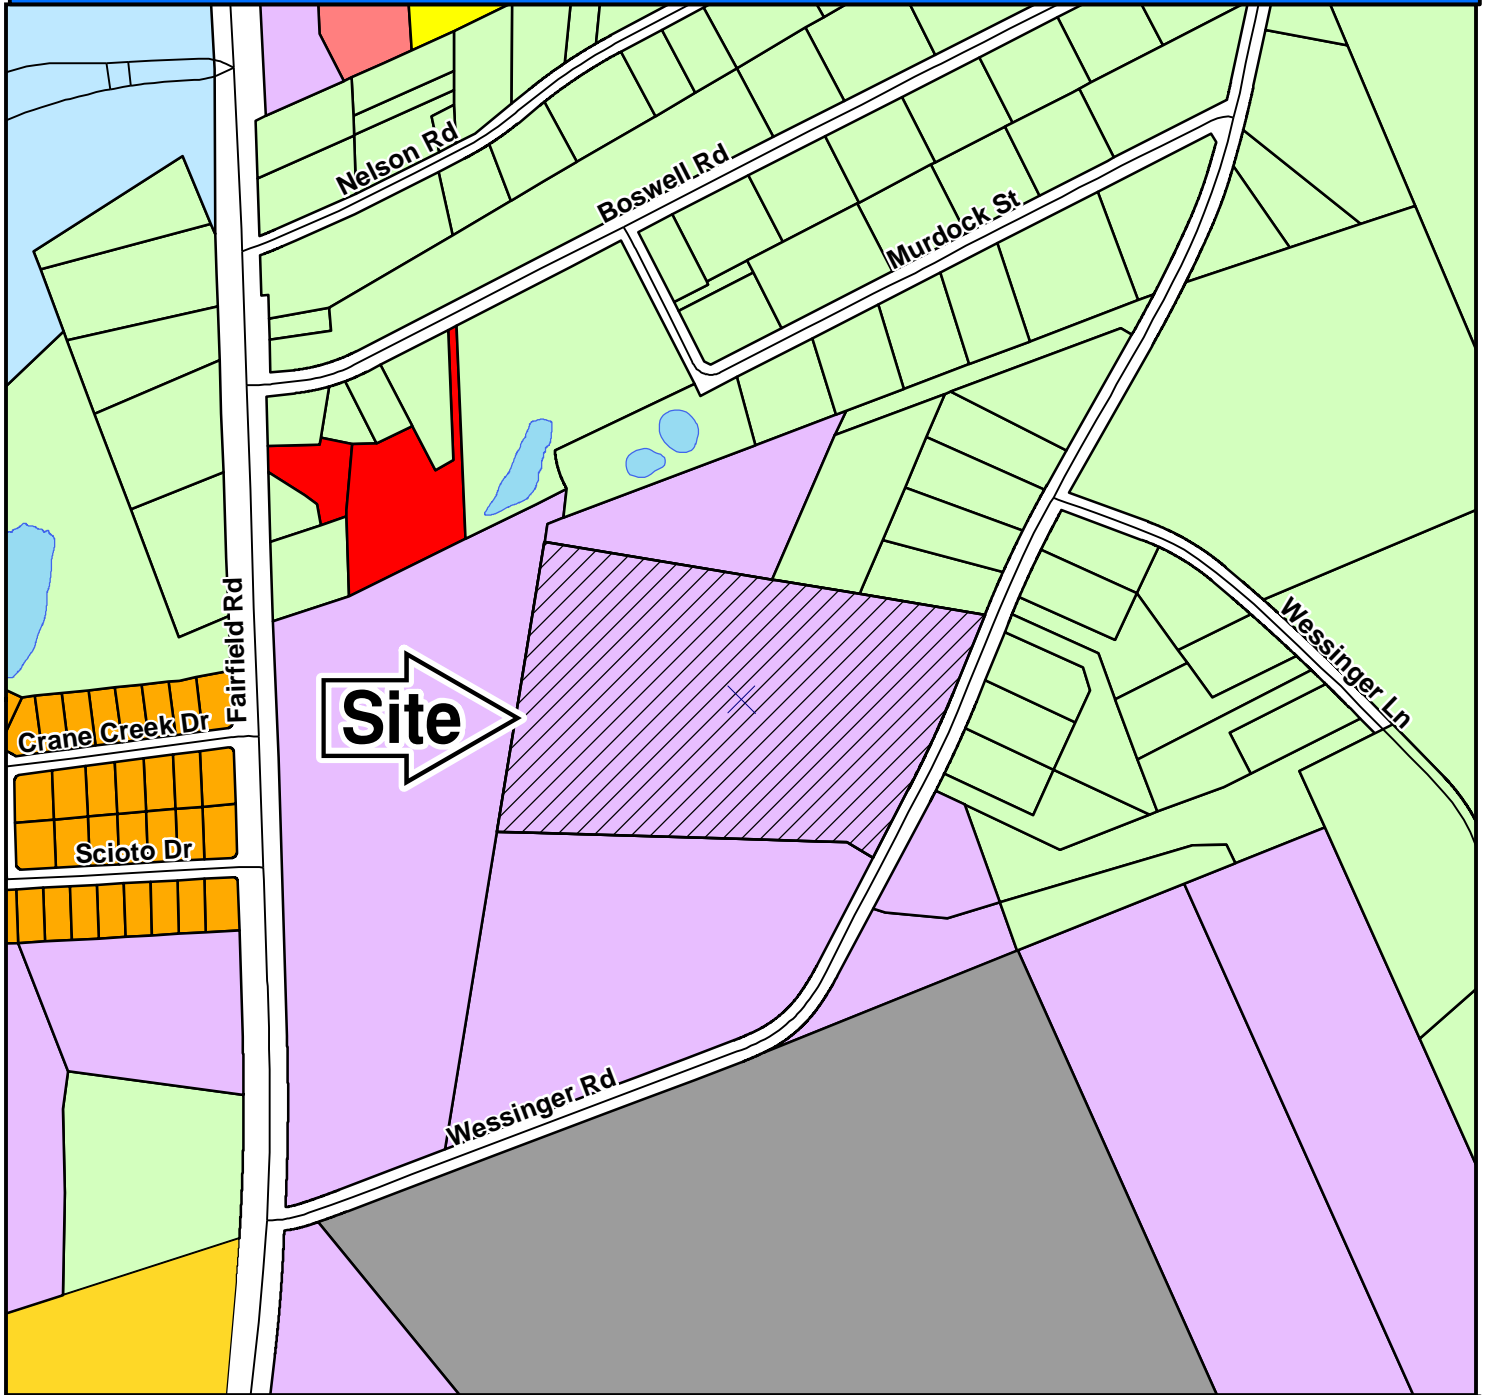 Nelson Rd
Boswell Rd
Murdock St
Fairfield Rd
Wessinger Ln
Site
Crane Creek Dr
Scioto Dr
Wessinger Rd